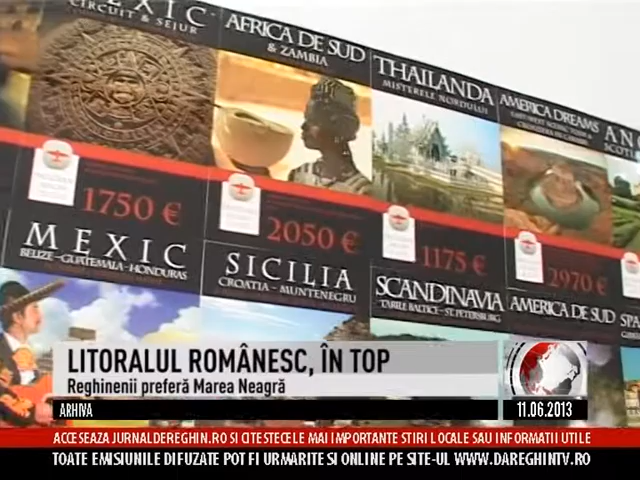 MEXIC
CIRCUIT & SEJUR
AFRICA DE SUD
& ZAMBIA
THAILANDA
MISTERELE NORDULUI
AMERICA DREAMS
1750 €
2050 €
1175 €
2970 €
MEXIC
BELIZE - GUATEMALA - HONDURAS
SICILIA
CROATIA - MUNTENEGRU
SCANDINAVIA
TARILE BALTICE - ST. PETERSBURG
AMERICA DE SUD
LITORALUL ROMÂNESC, ÎN TOP
Reghinenii preferă Marea Neagră
ARHIVA
11.06.2013
ACCESEAZA JURNALDEREGHIN.RO SI CITESTE CELE MAI IMPORTANTE STIRI LOCALE SAU INFORMATII UTILE
TOATE EMISIUNILE DIFUZATE POT FI URMARITE SI ONLINE PE SITE-UL WWW.DAREGHINTV.RO